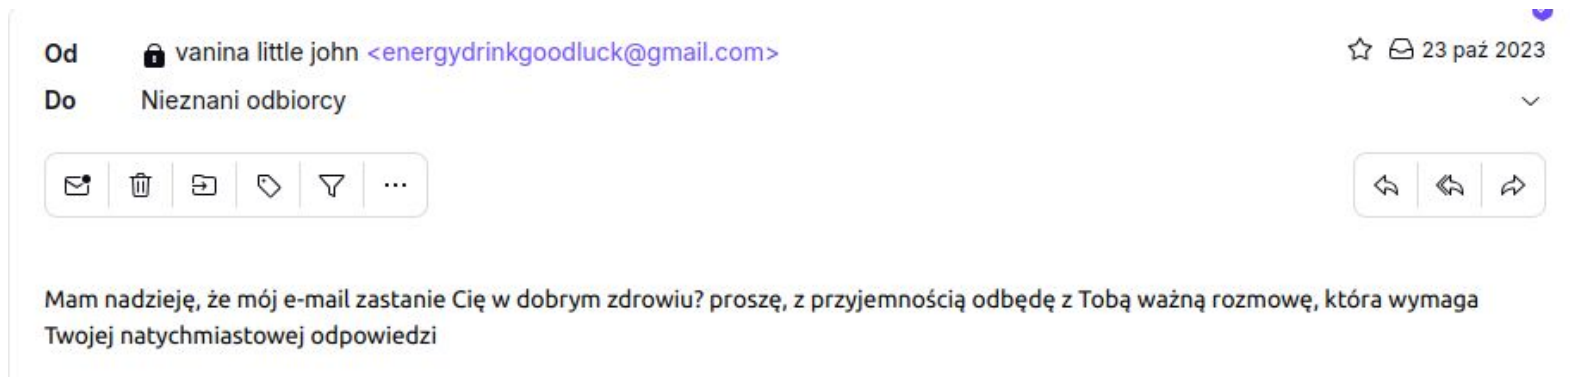 Od vanina little john <energydrinkgoodluck@gmail.com> 23 paź 2023
Do Nieznani odbiorcy
Mam nadzieję, że mój e-mail zastanie Cię w dobrym zdrowiu? proszę, z przyjemnością odbędę z Tobą ważną rozmowę, która wymaga
Twojej natychmiastowej odpowiedzi